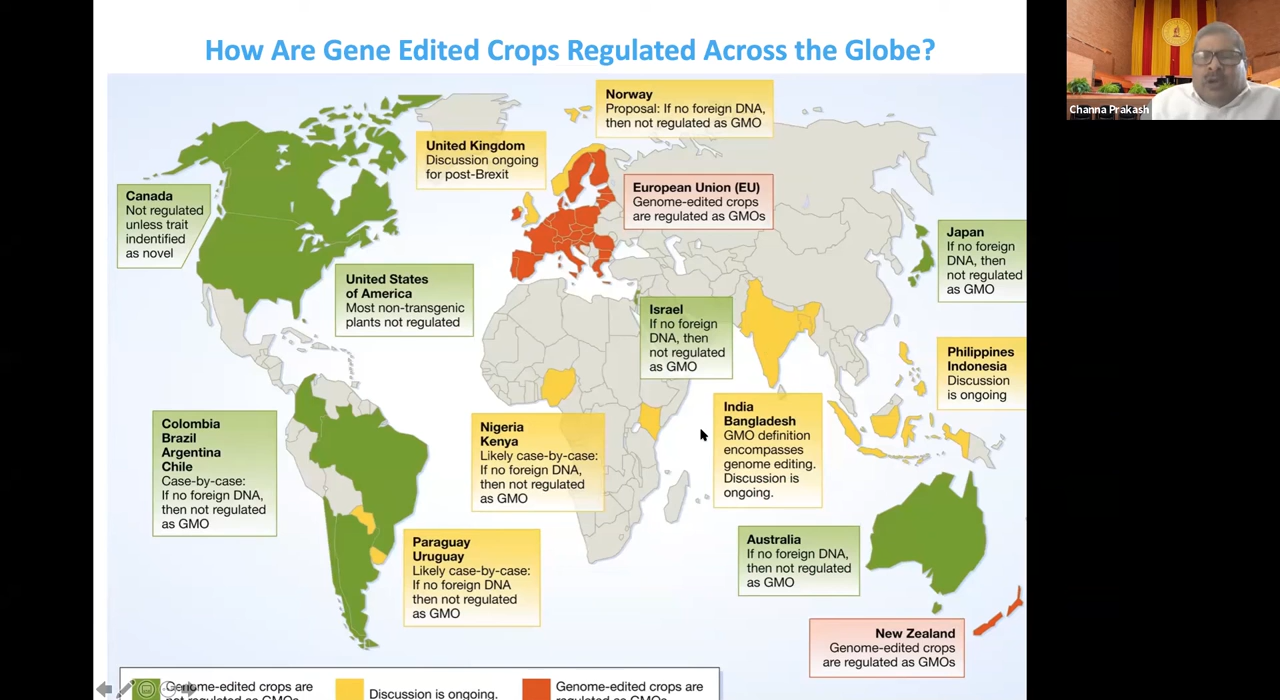 How Are Gene Edited Crops Regulated Across the Globe?
Channa Prakash
Norway
Proposal: If no foreign DNA,
then not regulated as GMO
United Kingdom
Discussion ongoing
for post-Brexit
European Union (EU)
Genome-edited crops
are regulated as GMOs
Canada
Not regulated
unless trait
indentified
as novel
Japan
If no foreign
DNA, then
not regulated
as GMO
United States
of America
Most non-transgenic
plants not regulated
Israel
If no foreign
DNA, then
not regulated
as GMO
Philippines
Indonesia
Discussion
is ongoing
Colombia
Brazil
Argentina
Chile
Case-by-case:
If no foreign DNA,
then not regulated
as GMO
Nigeria
Kenya
Likely case-by-case:
If no foreign DNA,
then not regulated
as GMO
India
Bangladesh
GMO definition
encompasses
genome editing.
Discussion is
ongoing.
Paraguay
Uruguay
Likely case-by-case:
If no foreign DNA
then not regulated
as GMO
Australia
If no foreign DNA,
then not regulated
as GMO
New Zealand
Genome-edited crops
are regulated as GMOs
Genome-edited crops are
not regulated as GMOs
Discussion is ongoing.
Genome-edited crops are
regulated as GMOs